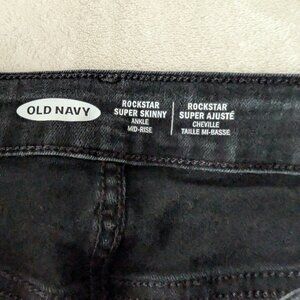 OLD NAVY
ROCKSTAR
SUPER SKINNY
ANKLE
MID-RISE
ROCKSTAR
SUPER AJUSTÉ
CHEVILLE
TAILLE MI-BASSE